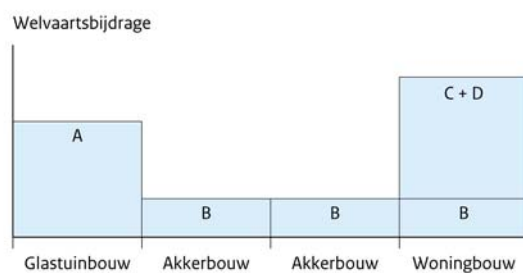 Welvaartsbijdrage
C + D
A
B B B
Glastuinbouw Akkerbouw Akkerbouw Woningbouw